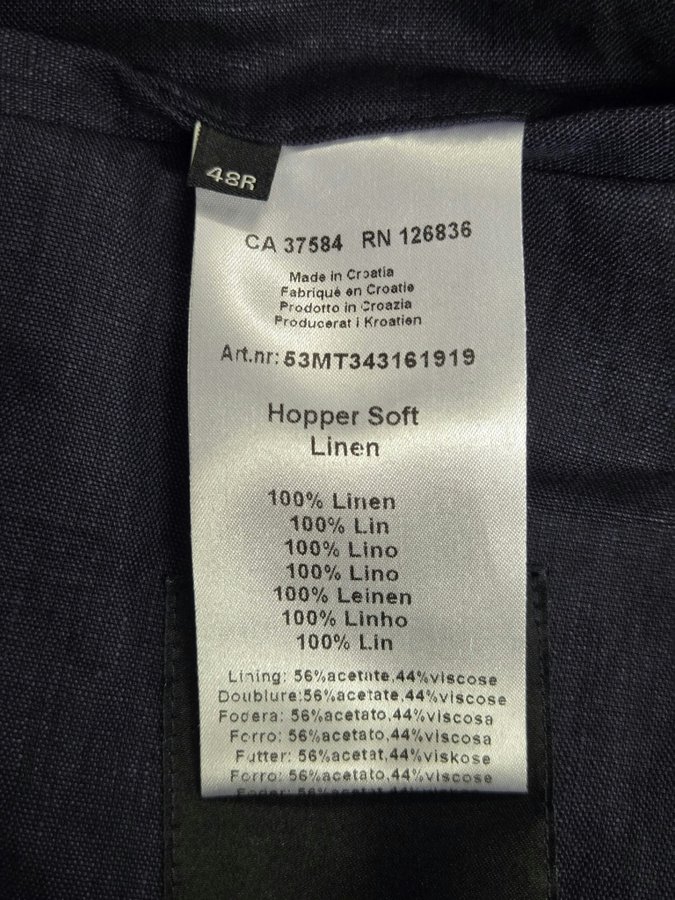 48R
CA 37584 RN 126836
Made in Croatia
Fabriqué en Croatie
Prodotto in Croazia
Producerat i Kroatien
Art.nr:53MT343161919
Hopper Soft
Linen
100% Linen
100% Lin
100% Lino
100% Lino
100% Leinen
100% Linho
100% Lin
Lining: 56%acetate,44%viscose
Doublure:56%acetate,44%viscose
Fodera: 56%acetato,44%viscosa
Forro: 56%acetato,44%viscosa
Futter: 56%acetat,44%viskose
Forro: 56%acetato,44%viscose